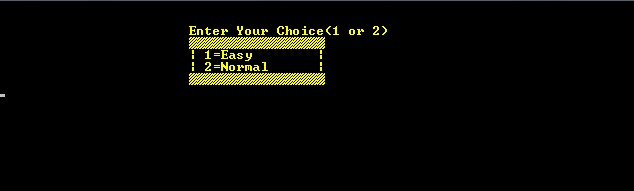 Enter Your Choice(1 or 2)
1=Easy
2=Normal